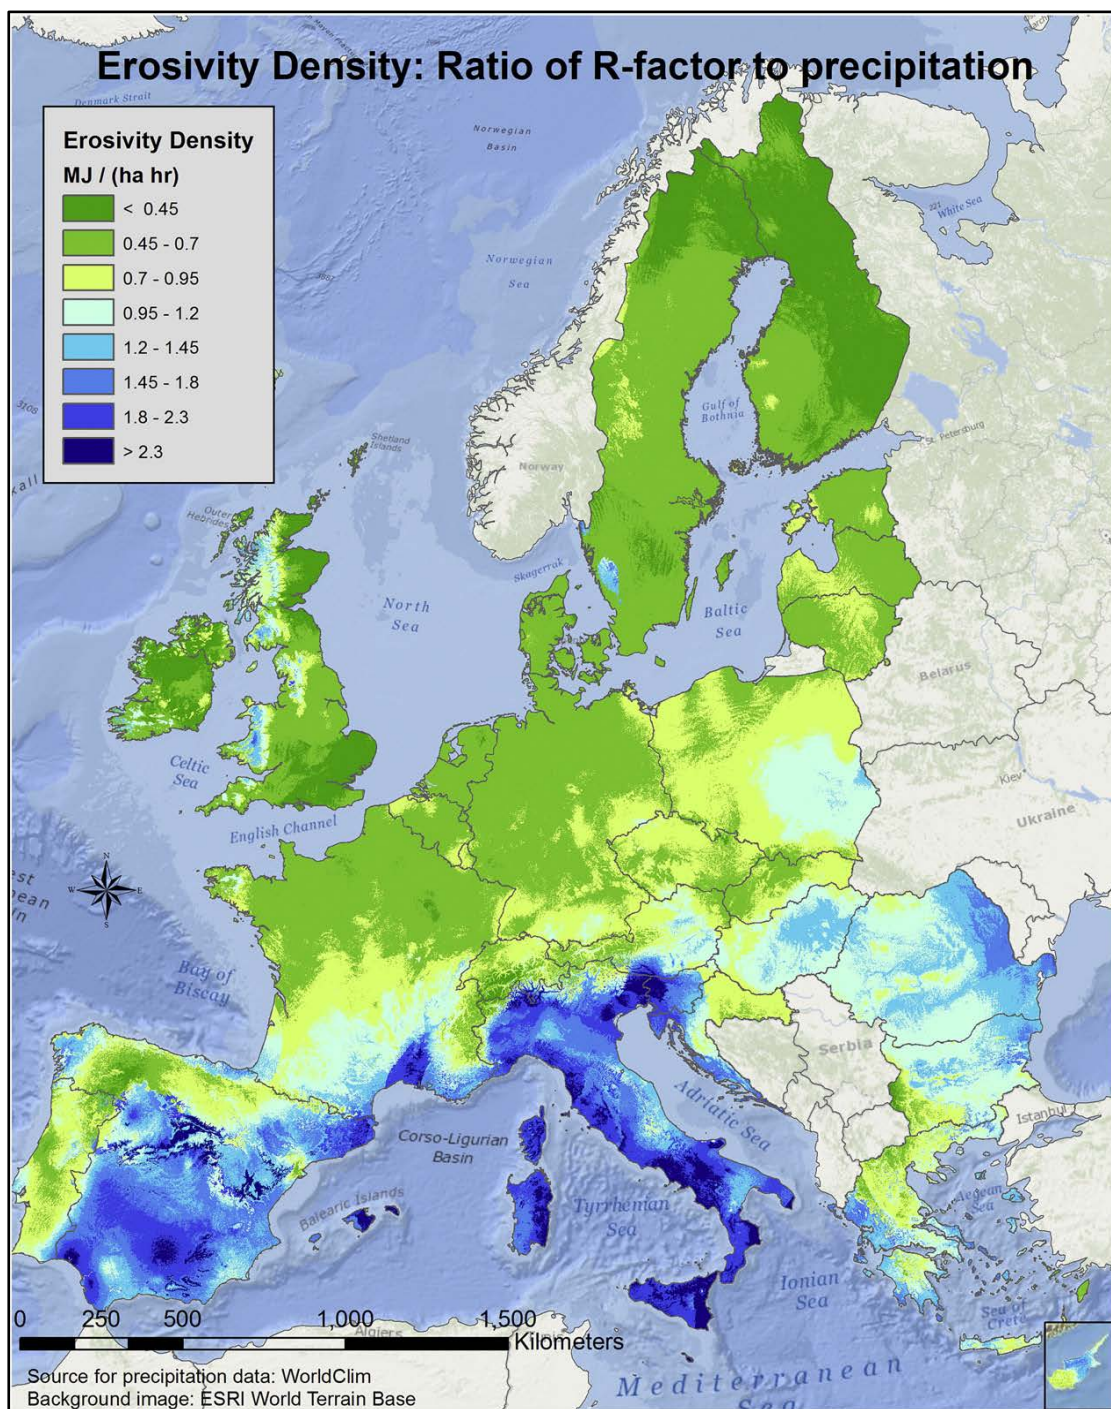 Erosivity Density: Ratio of R-factor to precipitation
Denmark Strait
Norwegian
Basin
Erosivity Density
MJ / (ha hr)
< 0.45
0.45 - 0.7
0.7 - 0.95
0.95 - 1.2
1.2 - 1.45
1.45 - 1.8
1.8 - 2.3
> 2.3
White Sea
Norwegian
Sea
3108
Gulf of
Bothnia
St. Petersburg
Shetland
Islands
Norway
Outer
Hebrides
Skagerrak
North
Sea
Baltic
Sea
Belarus
Celtic
Sea
Kiev
Ukraine
English Channel
N
W
E
S
Bay of
Biscay
Serbia
Adriatic Sea
Istanbul
Corso-Ligurian
Basin
Balearic Islands
Tyrrhenian
Sea
Aegean
Sea
Ionian
Sea
Sea of
Crete
0
250
500
1,000
1,500
Kilometers
Algiers
Mediterranean
Sea
Source for precipitation data: WorldClim
Background image: ESRI World Terrain Base